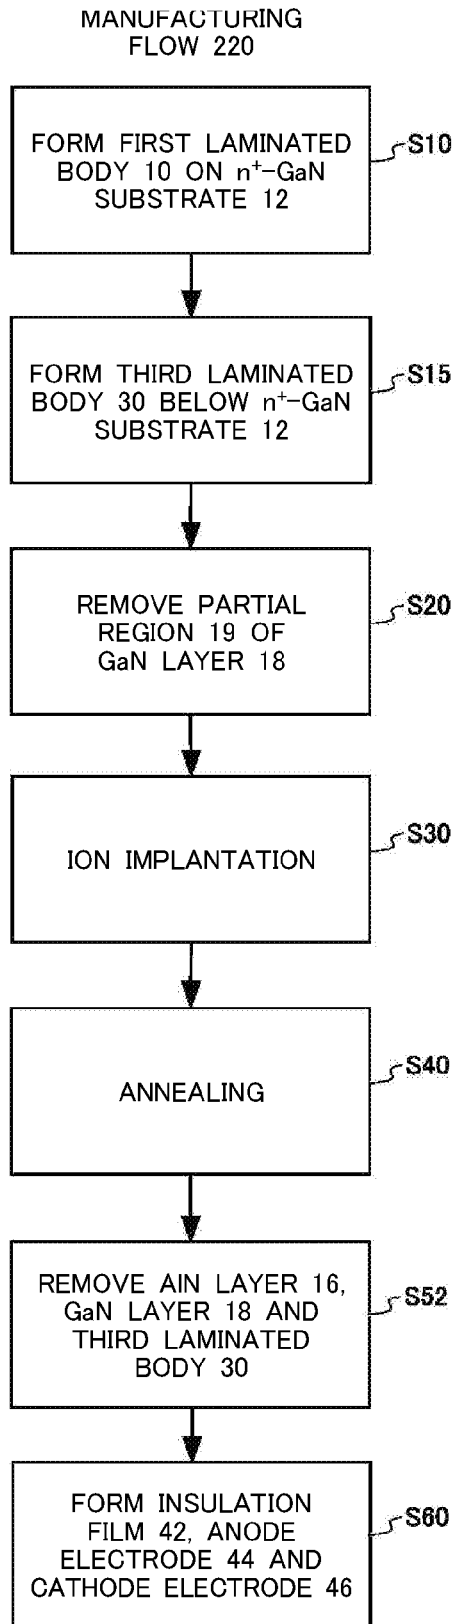 MANUFACTURING
FLOW 220
FORM FIRST LAMINATED
BODY 10 ON n⁺-GaN
SUBSTRATE 12
S10
FORM THIRD LAMINATED
BODY 30 BELOW n⁺-GaN
SUBSTRATE 12
S15
REMOVE PARTIAL
REGION 19 OF
GaN LAYER 18
S20
ION IMPLANTATION
S30
ANNEALING
S40
REMOVE AlN LAYER 16,
GaN LAYER 18 AND
THIRD LAMINATED
BODY 30
S52
FORM INSULATION
FILM 42, ANODE
ELECTRODE 44 AND
CATHODE ELECTRODE 46
S60